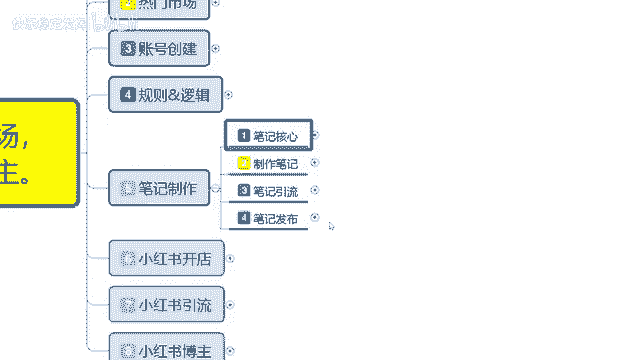 热门市场
3 账号创建
4 规则&逻辑
场,
主。
1 笔记核心
2 制作笔记
3 笔记引流
4 笔记发布
笔记制作
小红书开店
小红书引流
小红书博主